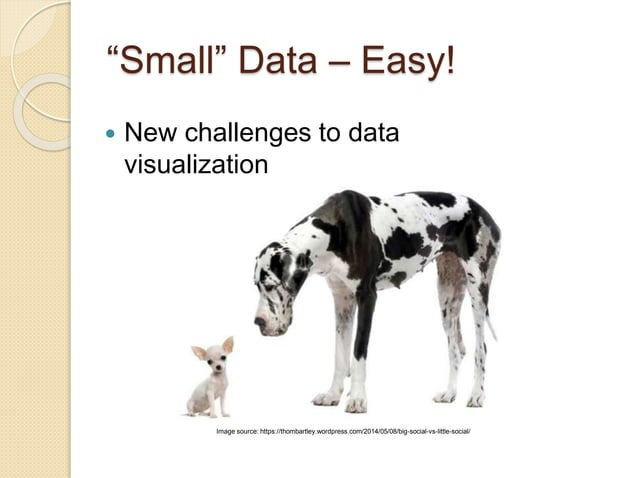 “Small” Data – Easy!
New challenges to data
visualization
Image source: https://thombartley.wordpress.com/2014/05/08/big-social-vs-little-social/